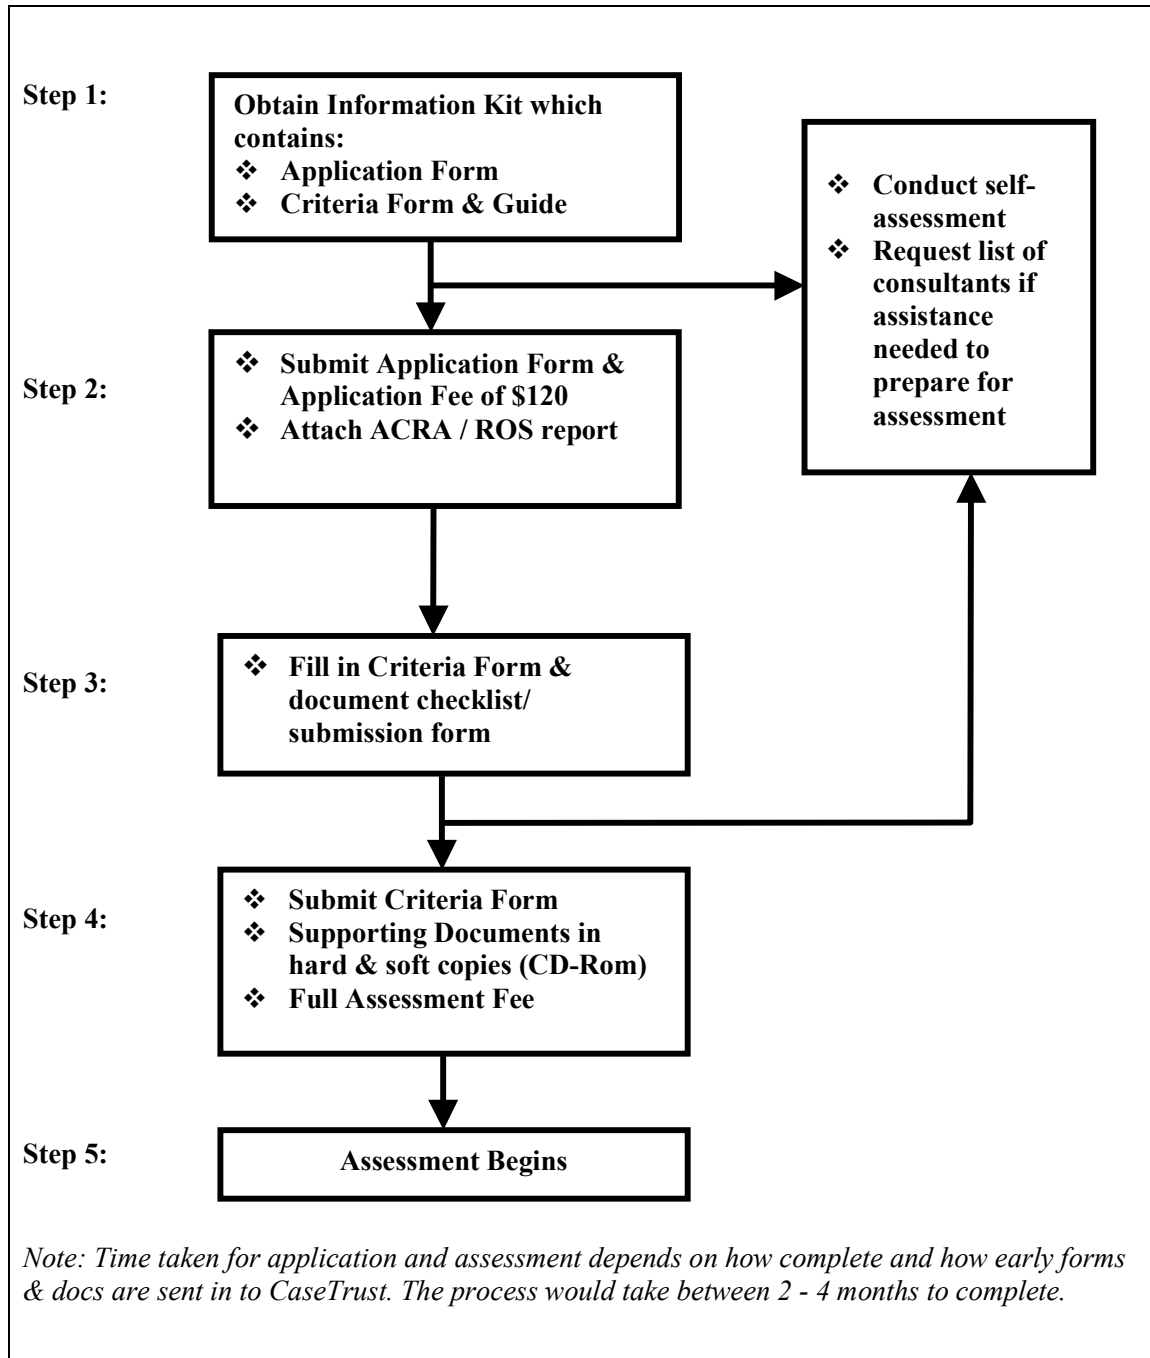 Step 1:
Obtain Information Kit which
contains:
❖ Application Form
❖ Criteria Form & Guide
❖ Conduct self-
assessment
❖ Request list of
consultants if
assistance
needed to
prepare for
assessment
Step 2:
❖ Submit Application Form &
Application Fee of $120
❖ Attach ACRA / ROS report
Step 3:
❖ Fill in Criteria Form &
document checklist/
submission form
Step 4:
❖ Submit Criteria Form
❖ Supporting Documents in
hard & soft copies (CD-Rom)
❖ Full Assessment Fee
Step 5:
Assessment Begins
Note: Time taken for application and assessment depends on how complete and how early forms
& docs are sent in to CaseTrust. The process would take between 2 - 4 months to complete.